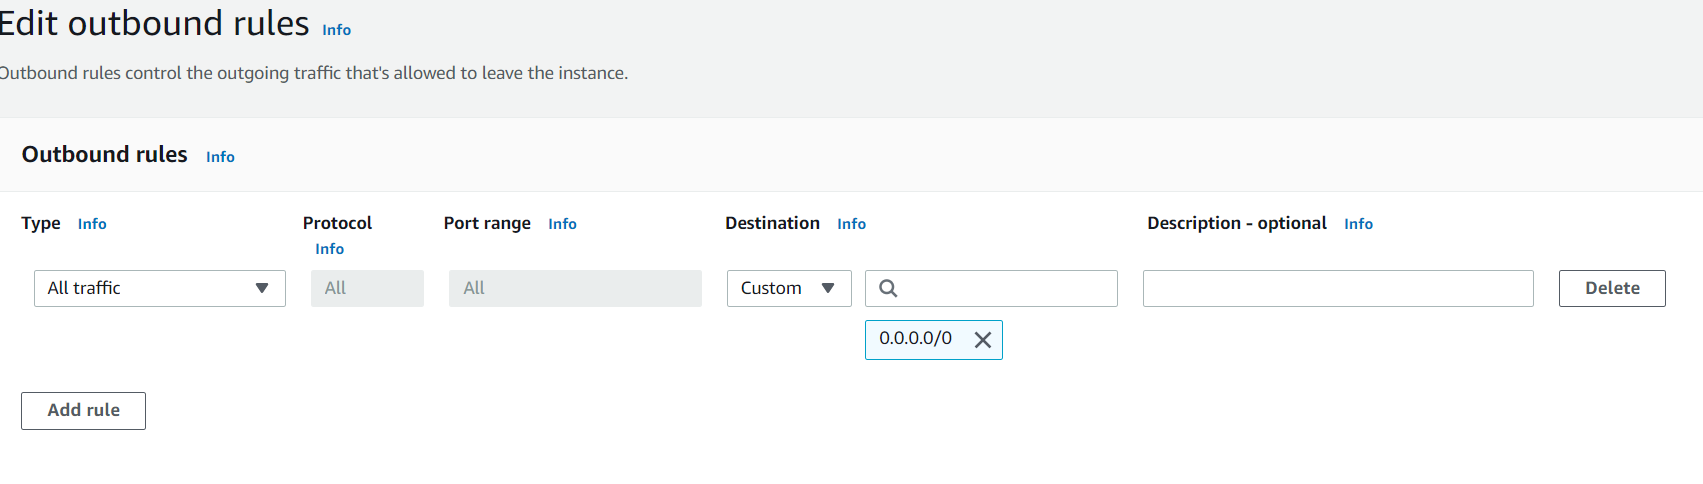 Edit outbound rules Info
Outbound rules control the outgoing traffic that's allowed to leave the instance.
Outbound rules Info
Type Info Protocol Info Port range Info Destination Info Description - optional Info
All traffic All All Custom Delete
0.0.0.0/0
Add rule